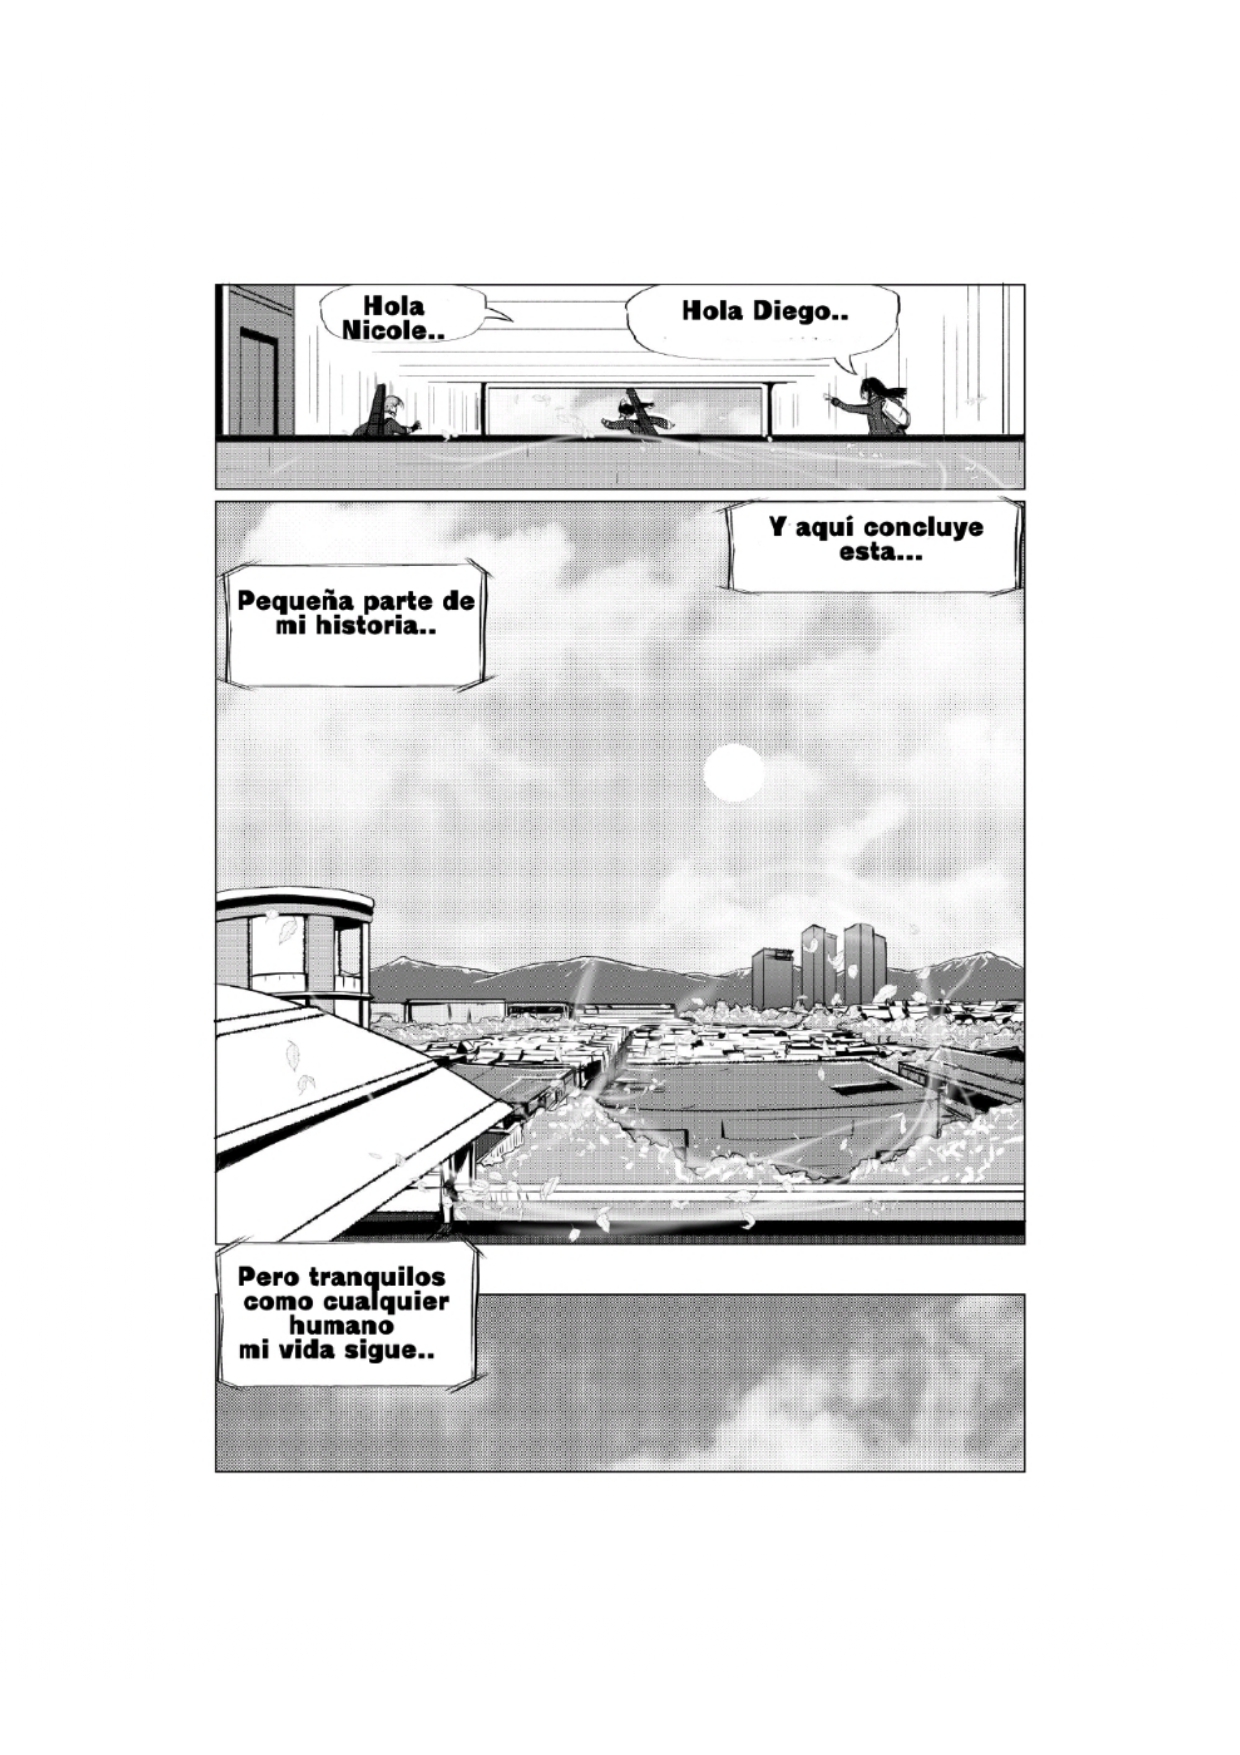 Hola
Nicole..
Hola Diego..
Y aquí concluye
esta...
Pequeña parte de
mi historia..
Pero tranquilos
como cualquier
humano
mi vida sigue..